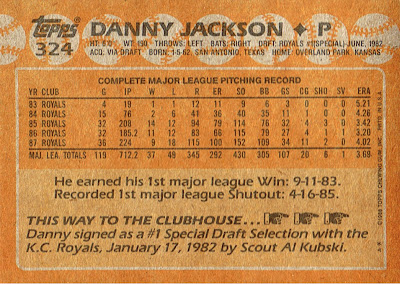 Topps
324
DANNY JACKSON ♦ P
HT: 6.0 WT: 190 THROWS: LEFT BATS: RIGHT DRAFT: ROYALS #1(SPECIAL)-JUNE, 1982
ACQ: VIA DRAFT BORN: 1-5-62, SAN ANTONIO, TEXAS HOME: OVERLAND PARK, KANSAS
COMPLETE MAJOR LEAGUE PITCHING RECORD
YR CLUB G IP W L R ER SO BB GS CG SHO SV ERA
83 ROYALS 4 19 1 1 12 11 9 6 3 0 0 0 5.21
84 ROYALS 15 76 2 6 41 36 40 35 11 1 0 0 4.26
85 ROYALS 32 208 14 12 94 79 114 76 32 4 3 0 3.42
86 ROYALS 32 185.2 11 12 83 66 115 79 27 4 1 1 3.20
87 ROYALS 36 224 9 18 115 100 152 109 34 11 2 0 4.02
MAJ. LEA. TOTALS 119 712.2 37 49 345 292 430 305 107 20 6 1 3.69
He earned his 1st major league Win: 9-11-83.
Recorded 1st major league Shutout: 4-16-85.
THIS WAY TO THE CLUBHOUSE...
Danny signed as a #1 Special Draft Selection with the
K.C. Royals, January 17, 1982 by Scout Al Kubski.